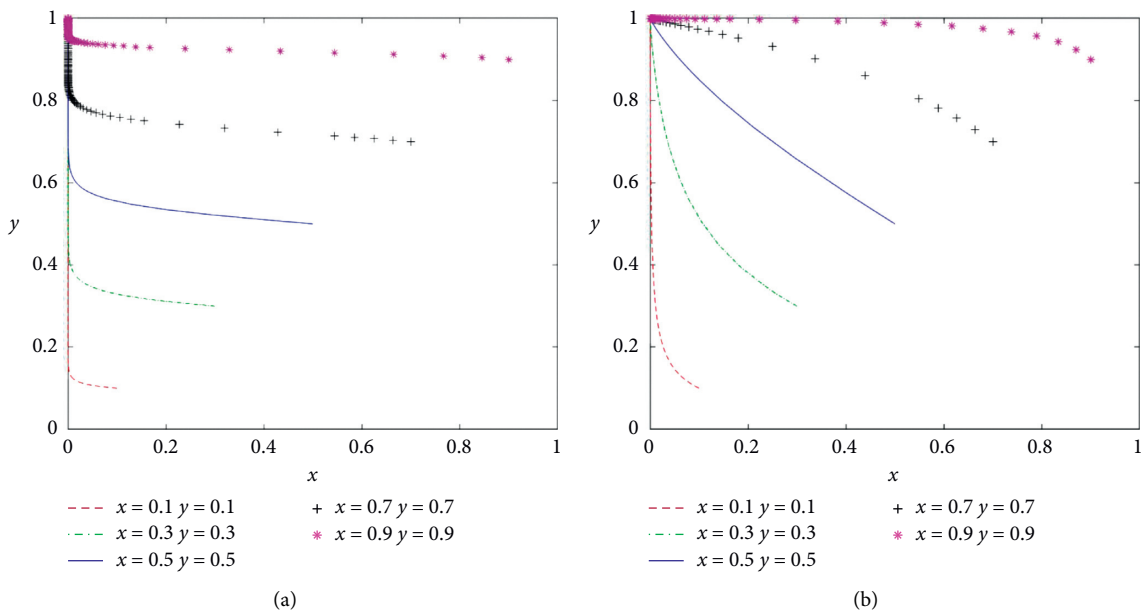 1
0.8
0.6
y
0.4
0.2
0
0 0.2 0.4 0.6 0.8 1
x
x = 0.1 y = 0.1
x = 0.3 y = 0.3
x = 0.5 y = 0.5
x = 0.7 y = 0.7
x = 0.9 y = 0.9
(a)
1
0.8
0.6
y
0.4
0.2
0
0 0.2 0.4 0.6 0.8 1
x
x = 0.1 y = 0.1
x = 0.3 y = 0.3
x = 0.5 y = 0.5
x = 0.7 y = 0.7
x = 0.9 y = 0.9
(b)